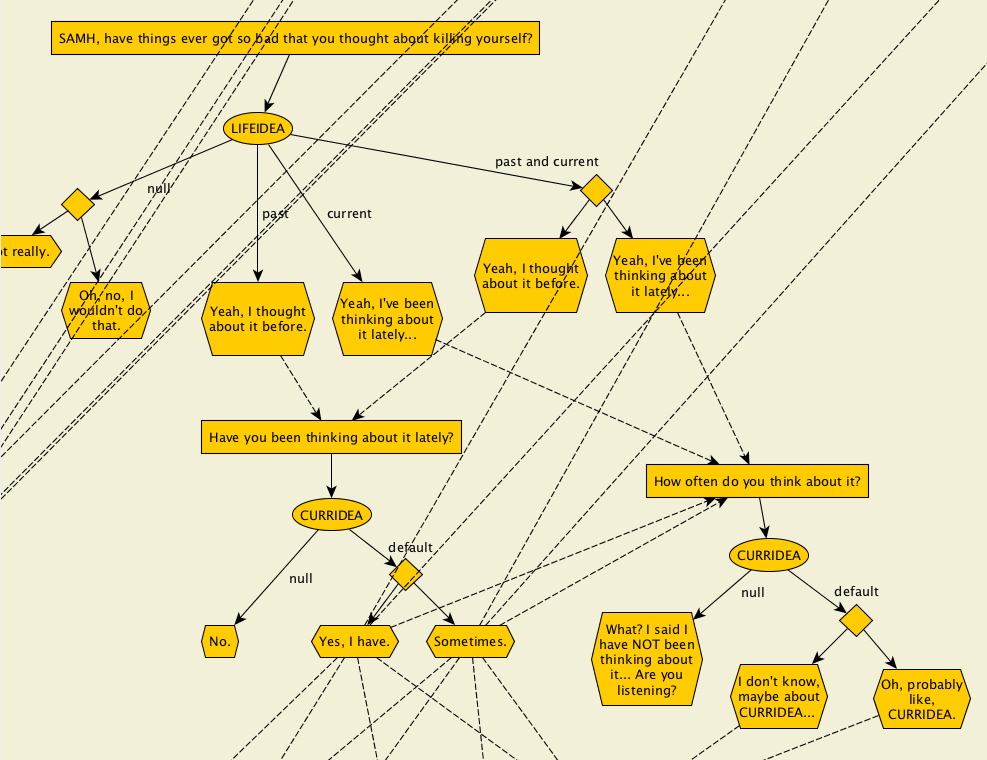 SAMH, have things ever got so bad that you thought about killing yourself?
LIFEIDEA
past and current
null
past
current
t really.
Oh, no, I
wouldn't do
that.
Yeah, I thought
about it before.
Yeah, I've been
thinking about
it lately...
Yeah, I thought
about it before.
Yeah, I've been
thinking about
it lately...
Have you been thinking about it lately?
How often do you think about it?
CURRIDEA
default
null
CURRIDEA
null
default
No.
Yes, I have.
Sometimes.
What? I said I
have NOT been
thinking about
it... Are you
listening?
I don't know,
maybe about
CURRIDEA...
Oh, probably
like,
CURRIDEA.